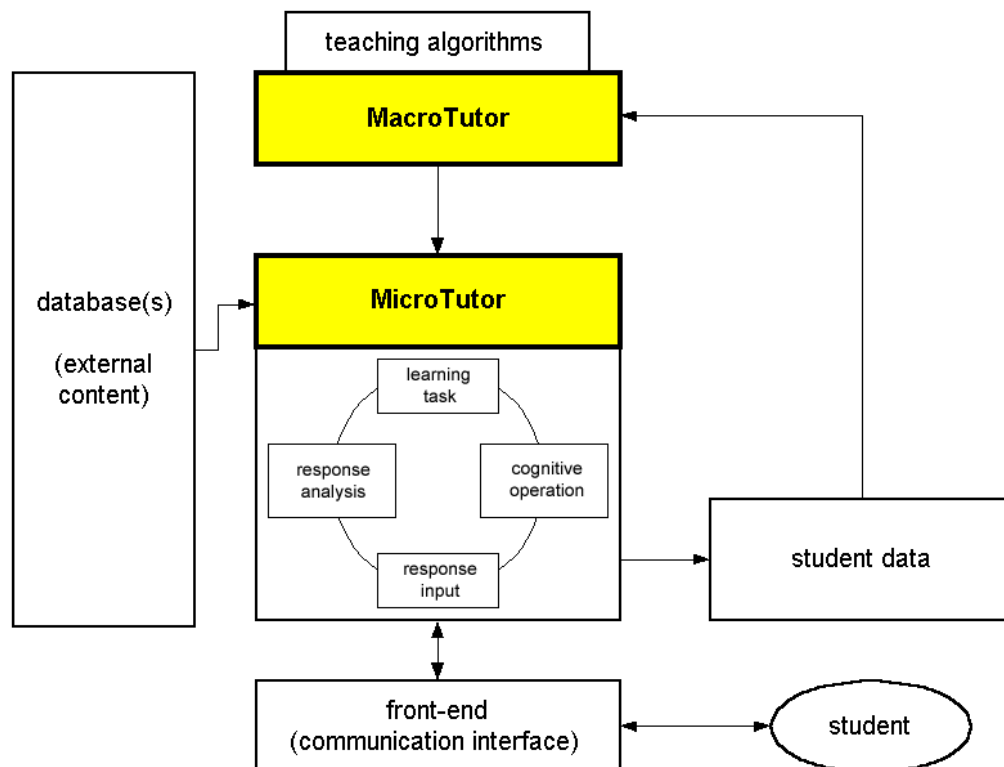 teaching algorithms
MacroTutor
database(s)
(external
content)
MicroTutor
learning
task
response
analysis
cognitive
operation
response
input
student data
front-end
(communication interface)
student